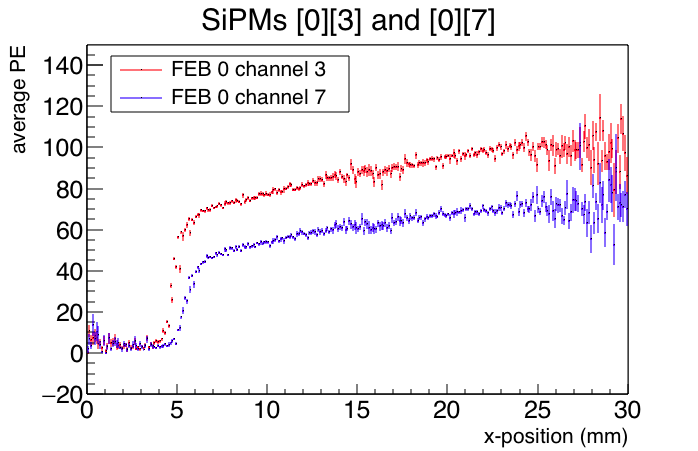 SiPMs [0][3] and [0][7]
average PE
FEB 0 channel 3
FEB 0 channel 7
140
120
100
80
60
40
20
0
−20
0 5 10 15 20 25 30
x-position (mm)